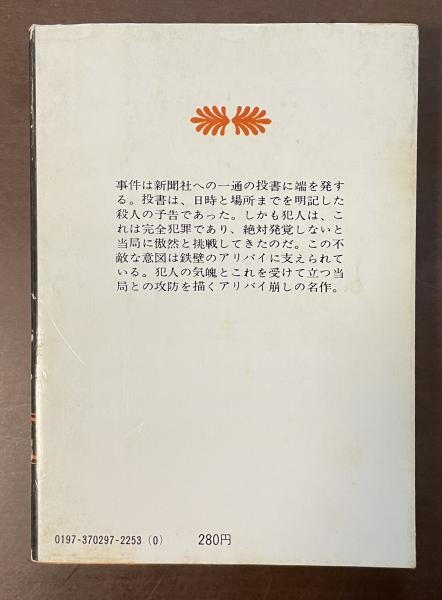 事件は新聞社への一通の投書に端を発す
る。投書は、日時と場所までを明記した
殺人の予告であった。しかも犯人は、こ
れは完全犯罪であり、絶対発覚しないと
当局に傲然と挑戦してきたのだ。この不
敵な意図は鉄壁のアリバイに支えられて
いる。犯人の気魄とこれを受けて立つ当
局との攻防を描くアリバイ崩しの名作。
0197-370297-2253 (0)
280円